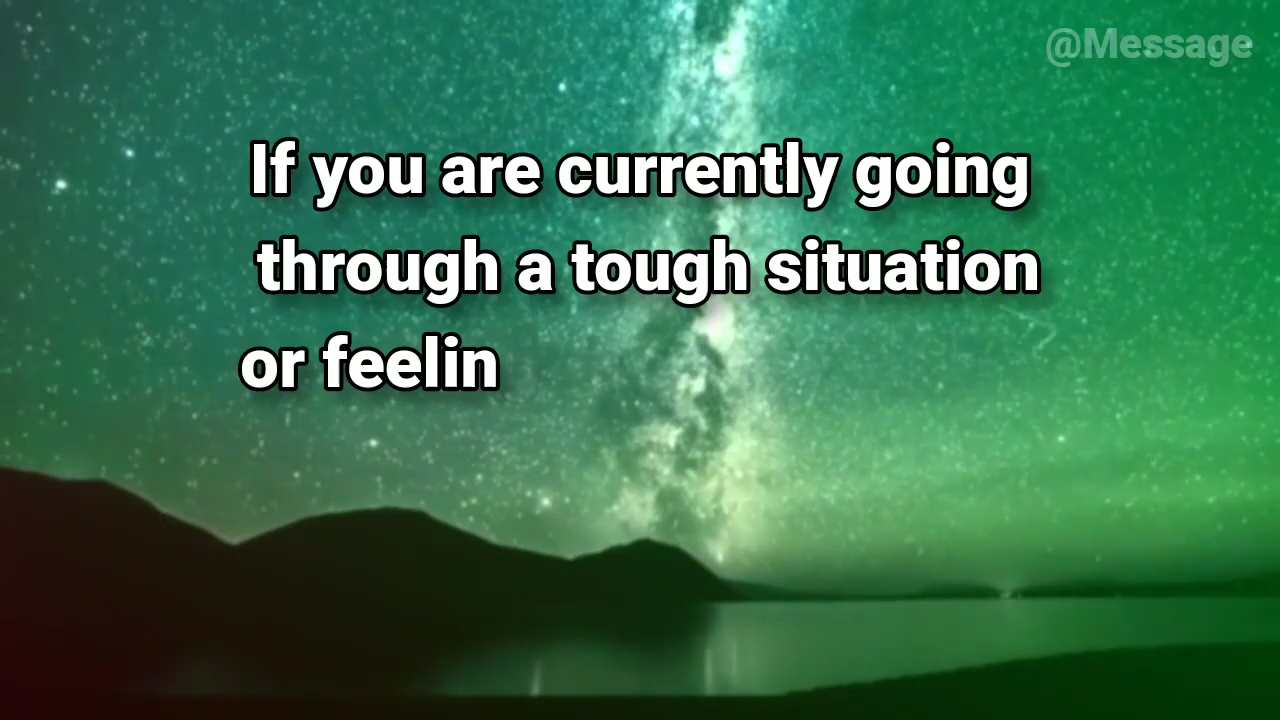 @Message
If you are currently going
through a tough situation
or feelin